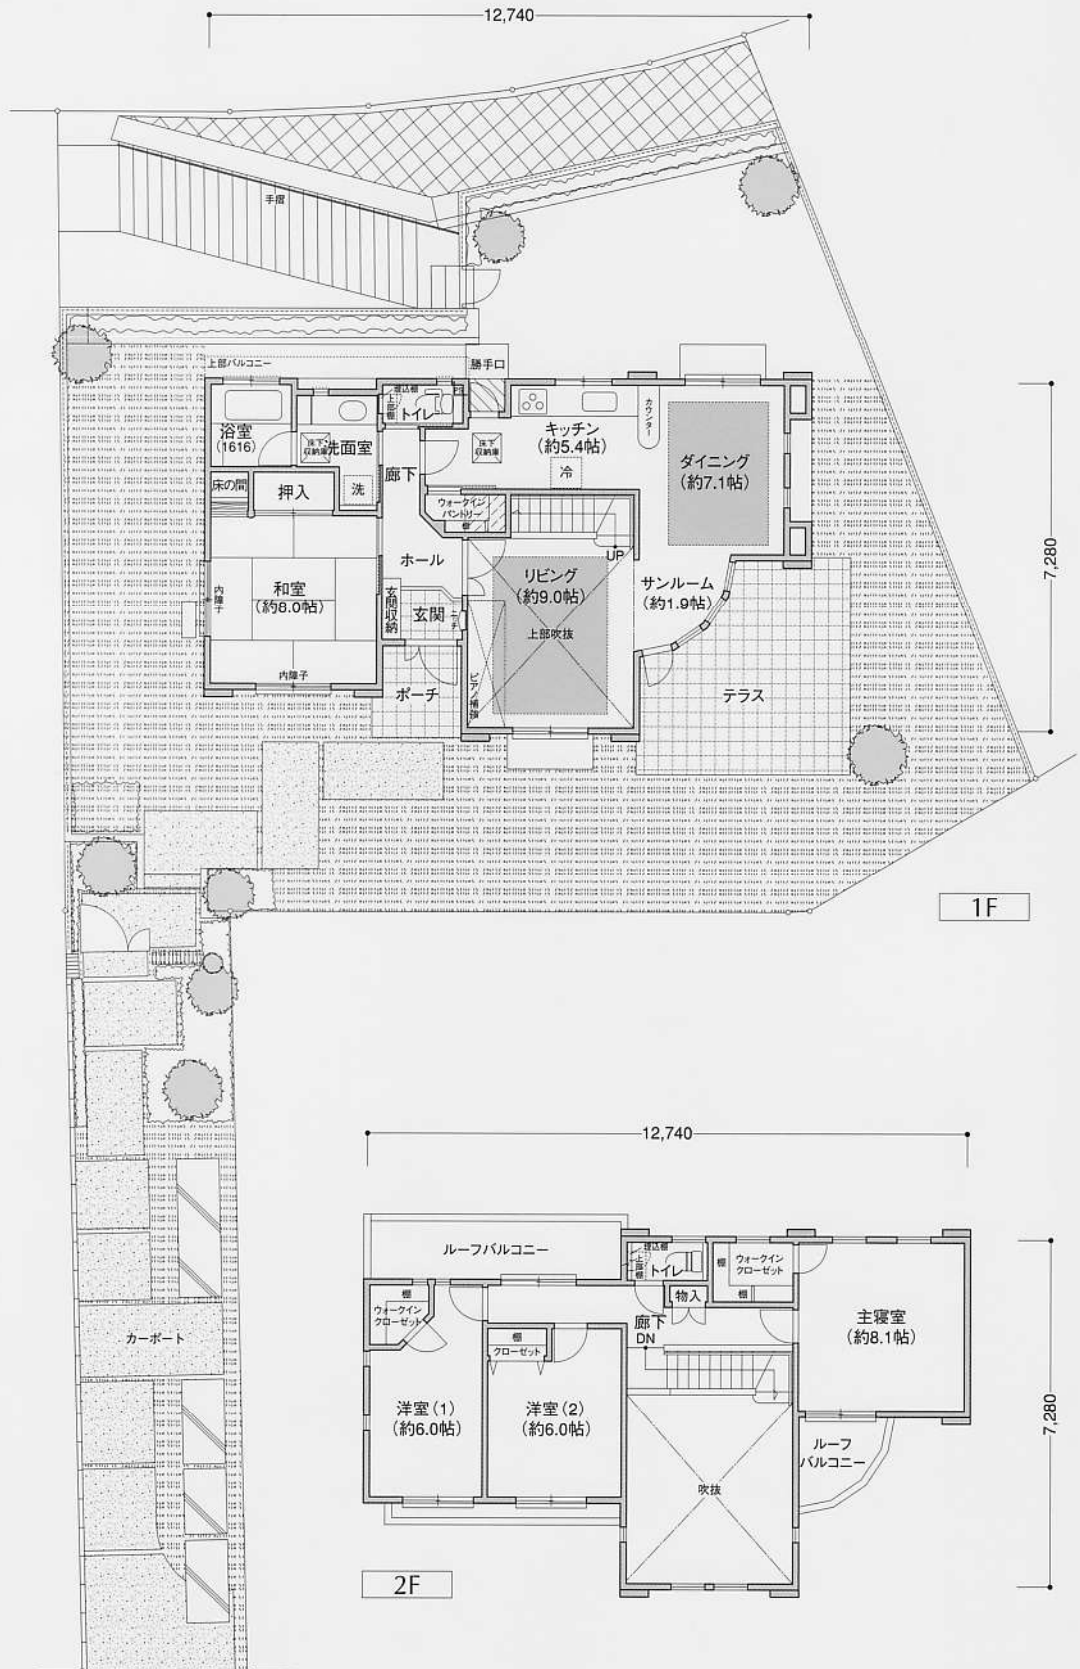 12,740
手摺
上部バルコニー
勝手口
浴室
(1616)
床下
収納庫
洗面室
洗
埋込棚
上部棚
トイレ
PS
廊下
床下
収納庫
キッチン
(約5.4帖)
冷
カウンター
ダイニング
(約7.1帖)
床の間
押入
ウォークイン
パントリー
棚
UP
ホール
和室
(約8.0帖)
内障子
内障子
玄関収納
玄関
ニッチ
リビング
(約9.0帖)
上部吹抜
ピアノ補強
サンルーム
(約1.9帖)
ポーチ
テラス
7,280
1F
カーポート
12,740
ルーフバルコニー
埋込棚
上部棚
トイレ
棚
ウォークイン
クローゼット
棚
物入
廊下
DN
主寝室
(約8.1帖)
棚
ウォークイン
クローゼット
棚
クローゼット
洋室(1)
(約6.0帖)
洋室(2)
(約6.0帖)
吹抜
ルーフ
バルコニー
7,280
2F